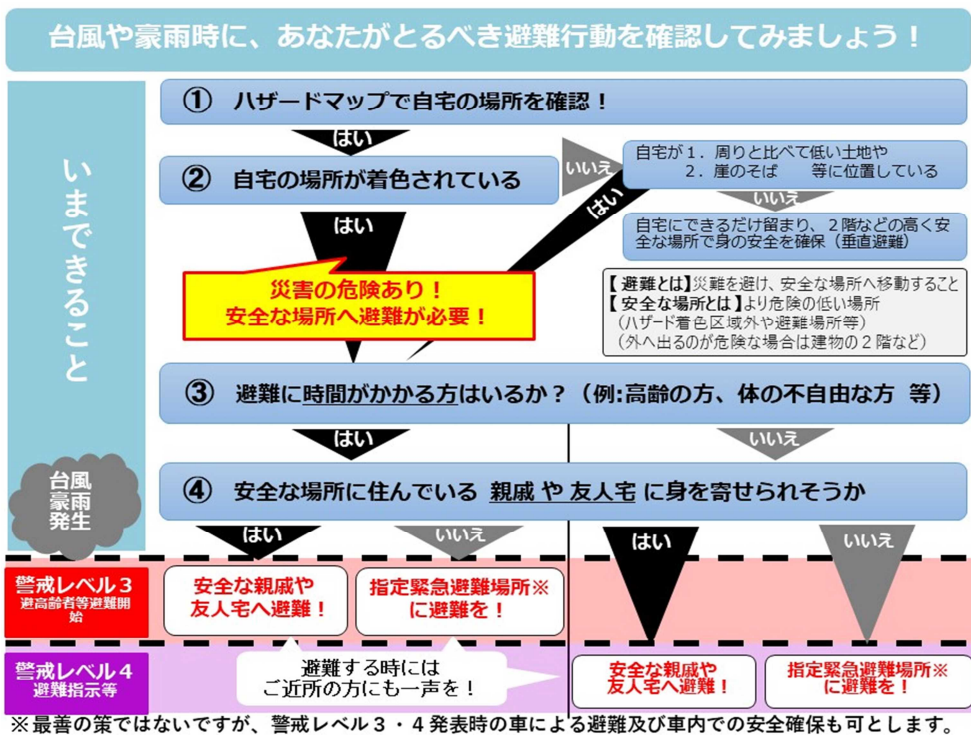 台風や豪雨時に、あなたがとるべき避難行動を確認してみましょう！
いまできること
① ハザードマップで自宅の場所を確認！
はい
② 自宅の場所が着色されている
いいえ
自宅が１．周りと比べて低い土地や
２．崖のそば　　等に位置している
はい
はい
いいえ
自宅にできるだけ留まり、２階などの高く安
全な場所で身の安全を確保（垂直避難）
災害の危険あり！
安全な場所へ避難が必要！
【避難とは】災難を避け、安全な場所へ移動すること
【安全な場所とは】より危険の低い場所
（ハザード着色区域外や避難場所等）
（外へ出るのが危険な場合は建物の２階など）
③ 避難に時間がかかる方はいるか？（例:高齢の方、体の不自由な方 等）
はい
いいえ
台風
豪雨
発生
④ 安全な場所に住んでいる 親戚 や 友人宅 に身を寄せられそうか
はい
いいえ
はい
いいえ
警戒レベル３
避高齢者等避難開
始
安全な親戚や
友人宅へ避難！
指定緊急避難場所※
に避難を！
警戒レベル４
避難指示等
避難する時には
ご近所の方にも一声を！
安全な親戚や
友人宅へ避難！
指定緊急避難場所※
に避難を！
※最善の策ではないですが、警戒レベル３・４発表時の車による避難及び車内での安全確保も可とします。